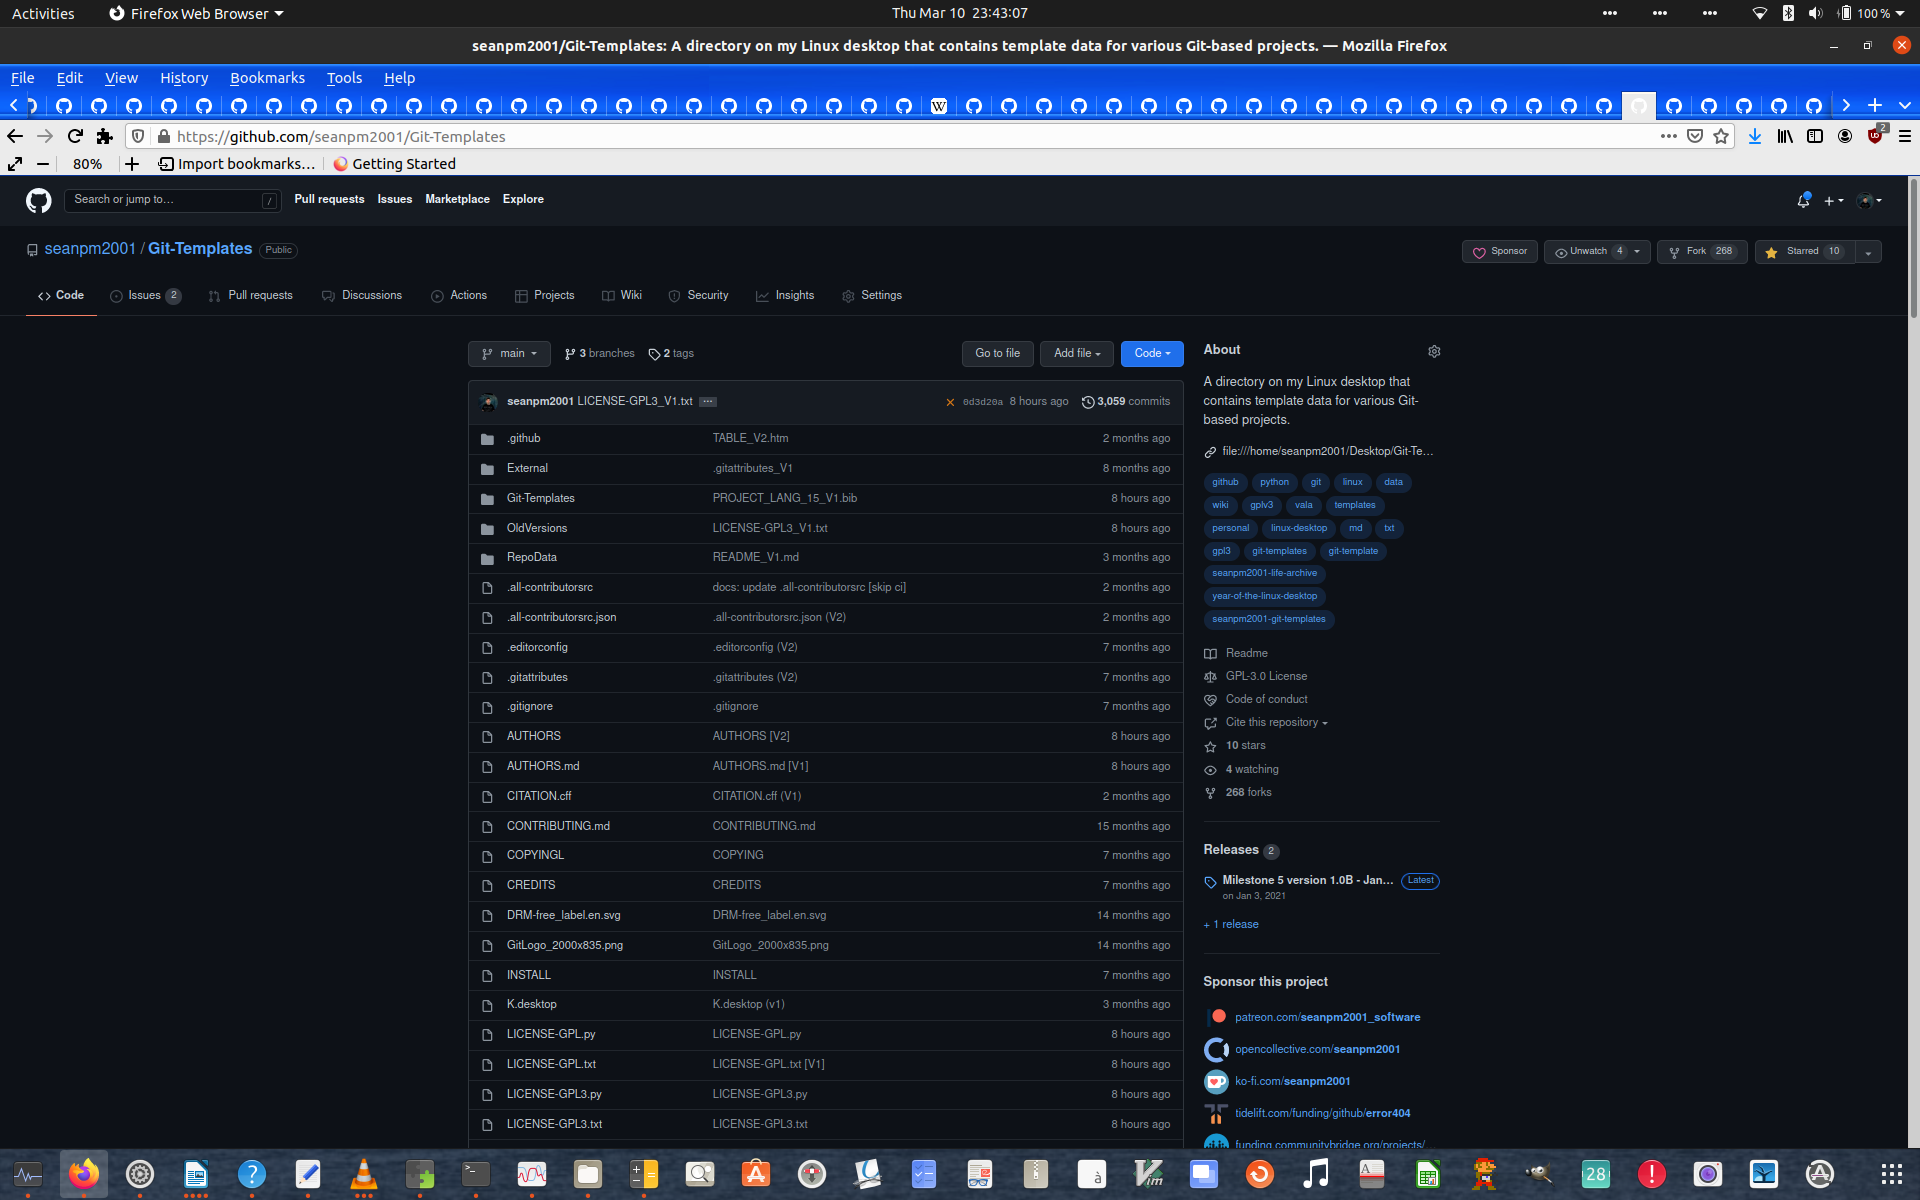 Activities
Firefox Web Browser
Thu Mar 10 23:43:07
100 %
seanpm2001/Git-Templates: A directory on my Linux desktop that contains template data for various Git-based projects. — Mozilla Firefox
File Edit View History Bookmarks Tools Help
W
https://github.com/seanpm2001/Git-Templates
2
80%
Import bookmarks…
Getting Started
Search or jump to…
/
Pull requests Issues Marketplace Explore
seanpm2001 / Git-Templates
Public
Sponsor
Unwatch 4
Fork 268
Starred 10
Code
Issues 2
Pull requests
Discussions
Actions
Projects
Wiki
Security
Insights
Settings
main
3 branches
2 tags
Go to file
Add file
Code
seanpm2001 LICENSE-GPL3_V1.txt
0d3d20a 8 hours ago
3,059 commits
.github TABLE_V2.htm 2 months ago
External .gitattributes_V1 8 months ago
Git-Templates PROJECT_LANG_15_V1.bib 8 hours ago
OldVersions LICENSE-GPL3_V1.txt 8 hours ago
RepoData README_V1.md 3 months ago
.all-contributorsrc docs: update .all-contributorsrc [skip ci] 2 months ago
.all-contributorsrc.json .all-contributorsrc.json (V2) 2 months ago
.editorconfig .editorconfig (V2) 7 months ago
.gitattributes .gitattributes (V2) 7 months ago
.gitignore .gitignore 7 months ago
AUTHORS AUTHORS [V2] 8 hours ago
AUTHORS.md AUTHORS.md [V1] 8 hours ago
CITATION.cff CITATION.cff (V1) 2 months ago
CONTRIBUTING.md CONTRIBUTING.md 15 months ago
COPYINGL COPYING 7 months ago
CREDITS CREDITS 7 months ago
DRM-free_label.en.svg DRM-free_label.en.svg 14 months ago
GitLogo_2000x835.png GitLogo_2000x835.png 14 months ago
INSTALL INSTALL 7 months ago
K.desktop K.desktop (v1) 3 months ago
LICENSE-GPL.py LICENSE-GPL.py 8 hours ago
LICENSE-GPL.txt LICENSE-GPL.txt [V1] 8 hours ago
LICENSE-GPL3.py LICENSE-GPL3.py 8 hours ago
LICENSE-GPL3.txt LICENSE-GPL3.txt 8 hours ago
About
A directory on my Linux desktop that
contains template data for various Git-
based projects.
file:///home/seanpm2001/Desktop/Git-Te…
github python git linux data
wiki gplv3 vala templates
personal linux-desktop md txt
gpl3 git-templates git-template
seanpm2001-life-archive
year-of-the-linux-desktop
seanpm2001-git-templates
Readme
GPL-3.0 License
Code of conduct
Cite this repository
10 stars
4 watching
268 forks
Releases 2
Milestone 5 version 1.0B - Jan… Latest
on Jan 3, 2021
+ 1 release
Sponsor this project
patreon.com/seanpm2001_software
opencollective.com/seanpm2001
ko-fi.com/seanpm2001
tidelift.com/funding/github/error404
funding.communitybridge.org/projects/
28